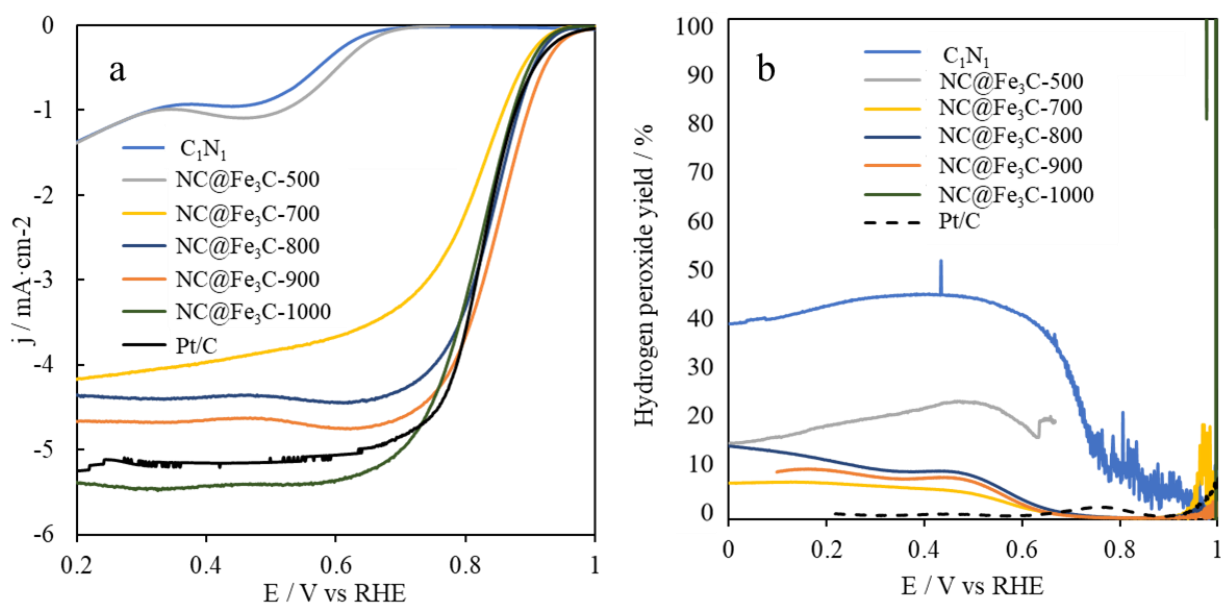 a
0
-1
-2
-3
-4
-5
-6
j / mA·cm-2
C₁N₁
NC@Fe₃C-500
NC@Fe₃C-700
NC@Fe₃C-800
NC@Fe₃C-900
NC@Fe₃C-1000
Pt/C
0.2
0.4
0.6
0.8
1
E / V vs RHE
b
100
90
80
70
60
50
40
30
20
10
0
Hydrogen peroxide yield / %
C₁N₁
NC@Fe₃C-500
NC@Fe₃C-700
NC@Fe₃C-800
NC@Fe₃C-900
NC@Fe₃C-1000
Pt/C
0
0.2
0.4
0.6
0.8
1
E / V vs RHE